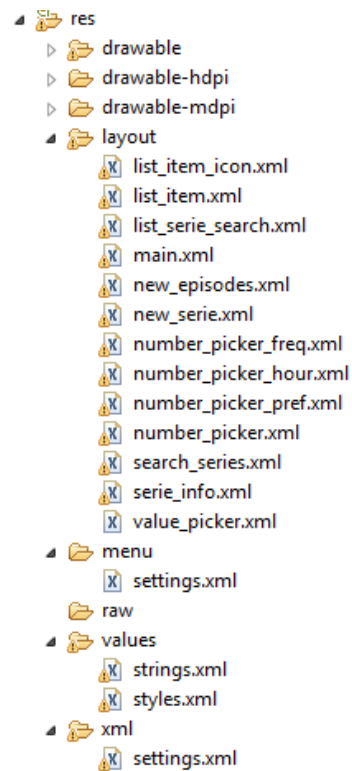 res
drawable
drawable-hdpi
drawable-mdpi
layout
list_item_icon.xml
list_item.xml
list_serie_search.xml
main.xml
new_episodes.xml
new_serie.xml
number_picker_freq.xml
number_picker_hour.xml
number_picker_pref.xml
number_picker.xml
search_series.xml
serie_info.xml
value_picker.xml
menu
settings.xml
raw
values
strings.xml
styles.xml
xml
settings.xml